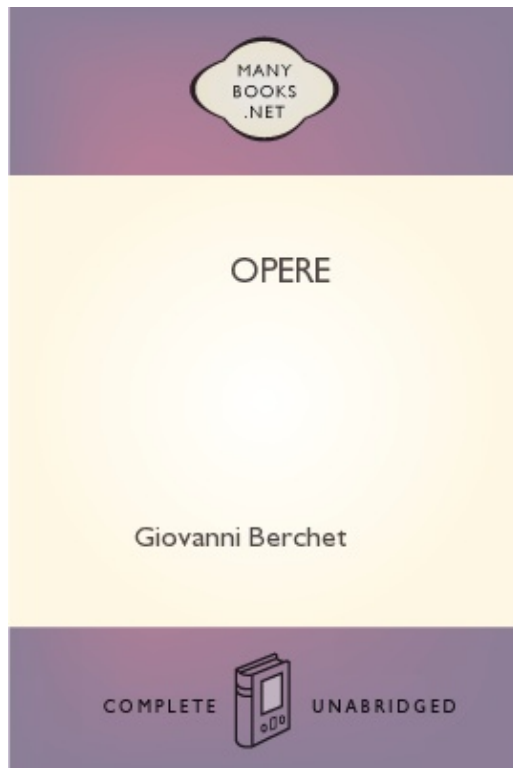 MANY
BOOKS
.NET
OPERE
Giovanni Berchet
COMPLETE UNABRIDGED